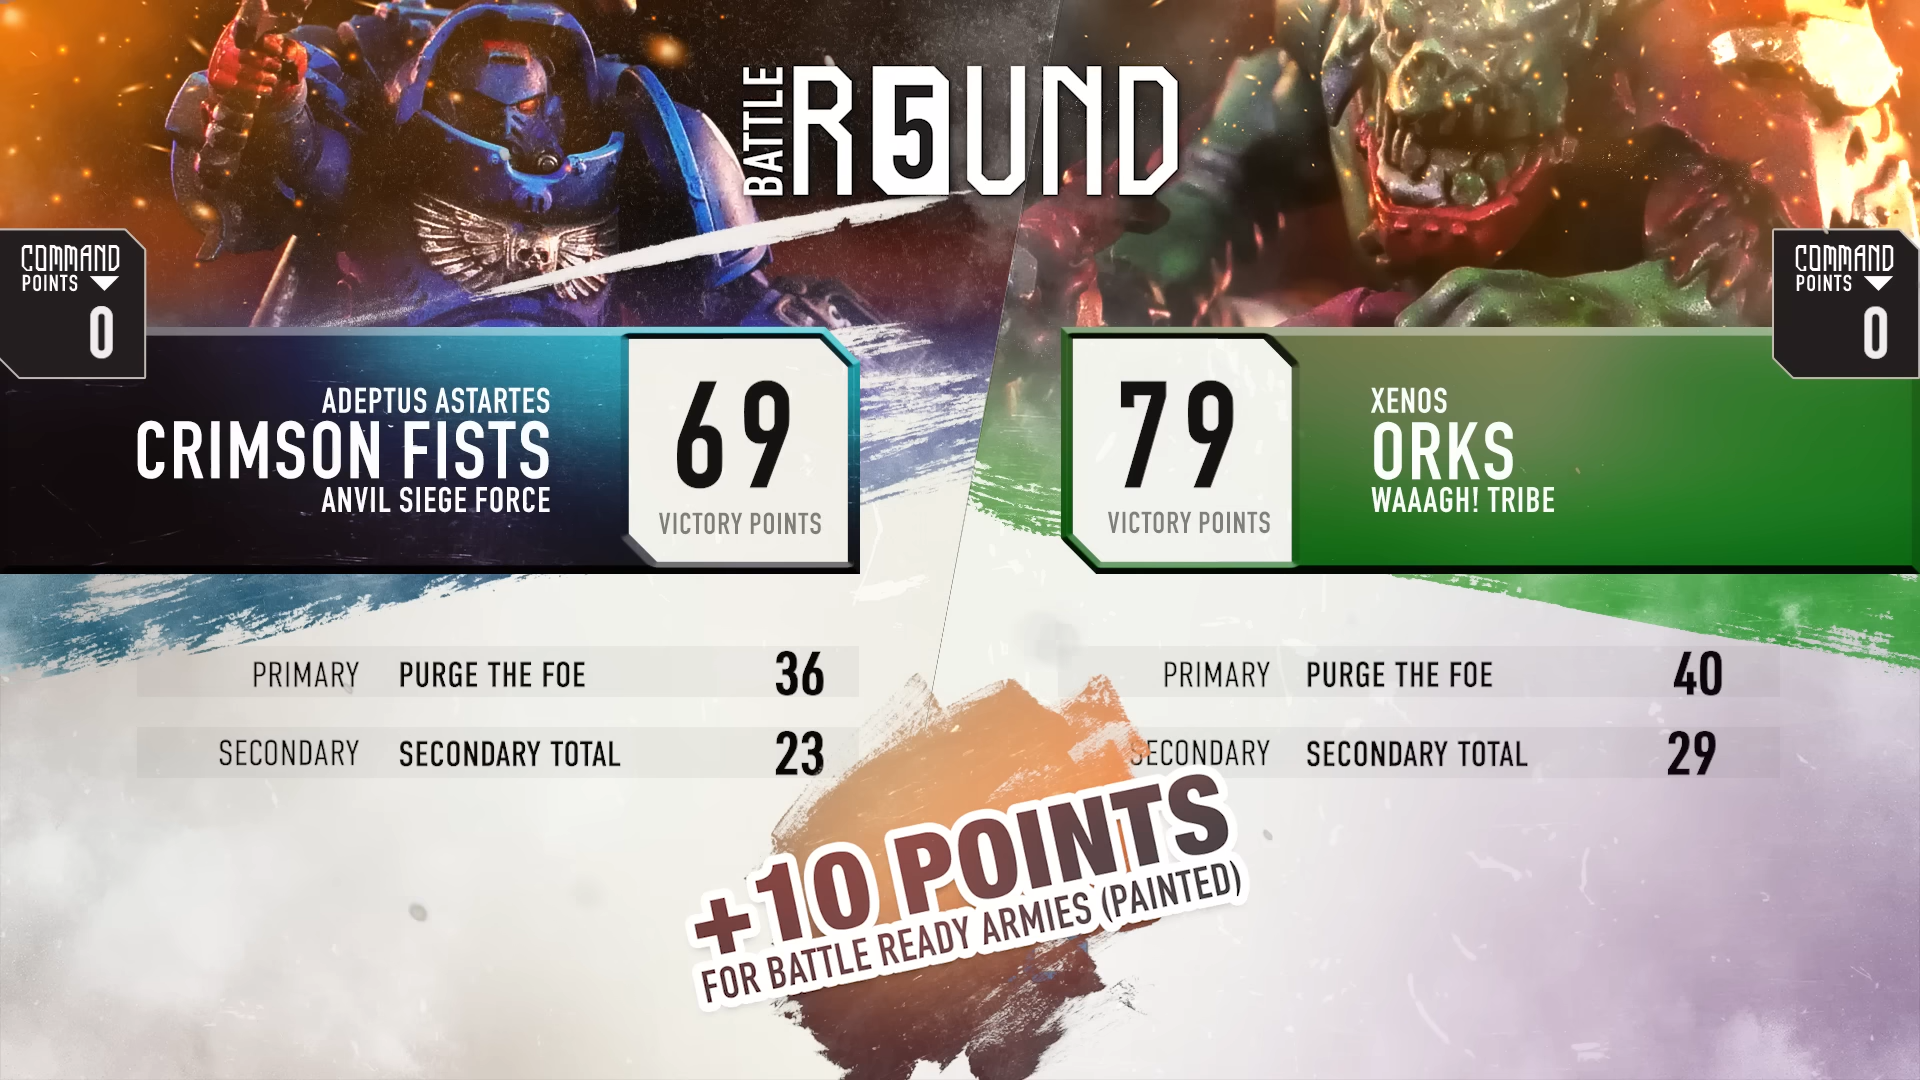 BATTLE ROUND 5
COMMAND
POINTS
0
ADEPTUS ASTARTES
CRIMSON FISTS
ANVIL SIEGE FORCE
69
VICTORY POINTS
79
VICTORY POINTS
XENOS
ORKS
WAAAGH! TRIBE
COMMAND
POINTS
0
PRIMARY PURGE THE FOE 36
SECONDARY SECONDARY TOTAL 23
PRIMARY PURGE THE FOE 40
SECONDARY SECONDARY TOTAL 29
+10 POINTS
FOR BATTLE READY ARMIES (PAINTED)